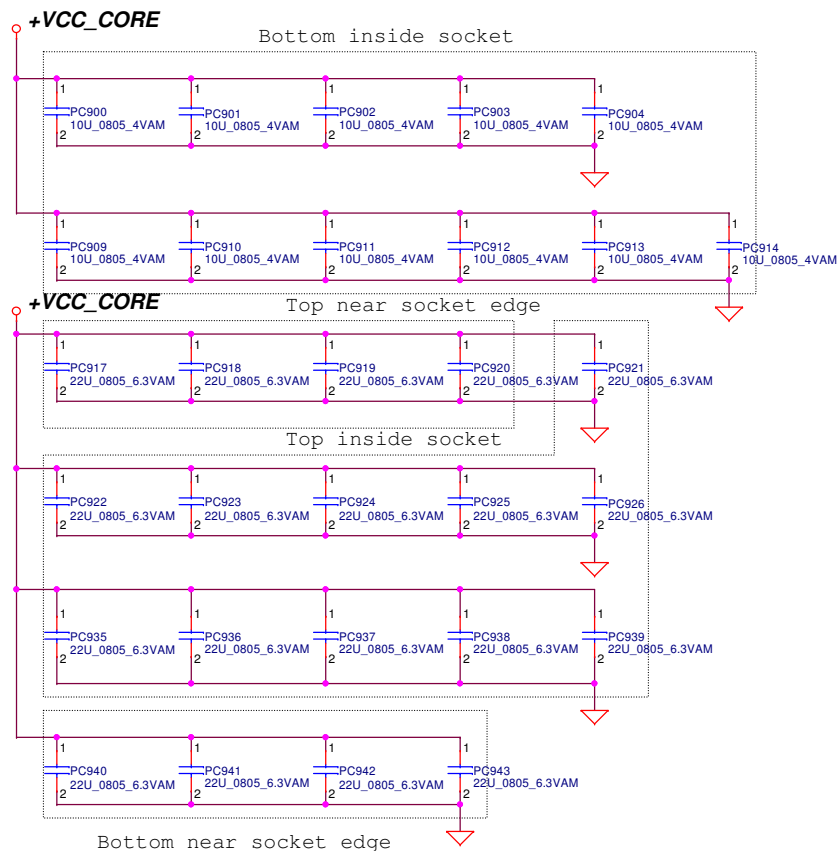 +VCC_CORE
Bottom inside socket
1 1 1 1 1
PC900 PC901 PC902 PC903 PC904
10U_0805_4VAM 10U_0805_4VAM 10U_0805_4VAM 10U_0805_4VAM 10U_0805_4VAM
2 2 2 2 2
1 1 1 1 1 1
PC909 PC910 PC911 PC912 PC913 PC914
10U_0805_4VAM 10U_0805_4VAM 10U_0805_4VAM 10U_0805_4VAM 10U_0805_4VAM 10U_0805_4VAM
2 2 2 2 2 2
+VCC_CORE
Top near socket edge
1 1 1 1 1
PC917 PC918 PC919 PC920 PC921
22U_0805_6.3VAM 22U_0805_6.3VAM 22U_0805_6.3VAM 22U_0805_6.3VAM 22U_0805_6.3VAM
2 2 2 2 2
Top inside socket
1 1 1 1 1
PC922 PC923 PC924 PC925 PC926
22U_0805_6.3VAM 22U_0805_6.3VAM 22U_0805_6.3VAM 22U_0805_6.3VAM 22U_0805_6.3VAM
2 2 2 2 2
1 1 1 1 1
PC935 PC936 PC937 PC938 PC939
22U_0805_6.3VAM 22U_0805_6.3VAM 22U_0805_6.3VAM 22U_0805_6.3VAM 22U_0805_6.3VAM
2 2 2 2 2
1 1 1 1
PC940 PC941 PC942 PC943
22U_0805_6.3VAM 22U_0805_6.3VAM 22U_0805_6.3VAM 22U_0805_6.3VAM
2 2 2 2
Bottom near socket edge